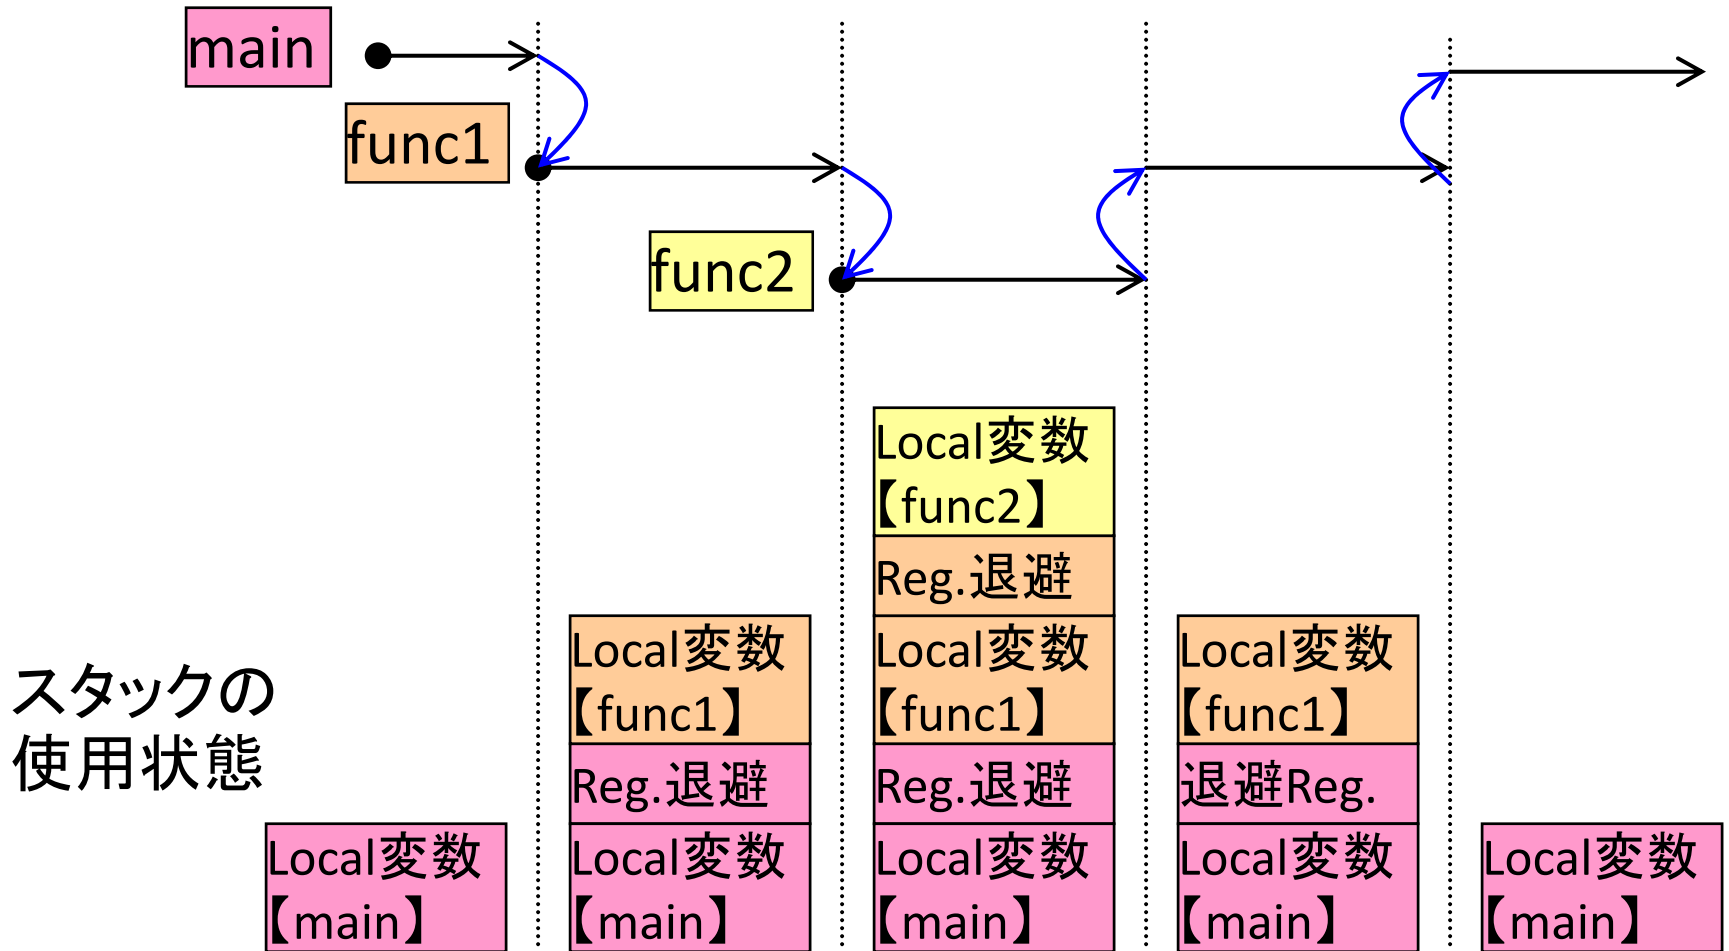 main
func1
func2
スタックの
使用状態
Local変数
【main】
Local変数
【func1】
Reg.退避
Local変数
【main】
Local変数
【func2】
Reg.退避
Local変数
【func1】
Reg.退避
Local変数
【main】
Local変数
【func1】
退避Reg.
Local変数
【main】
Local変数
【main】